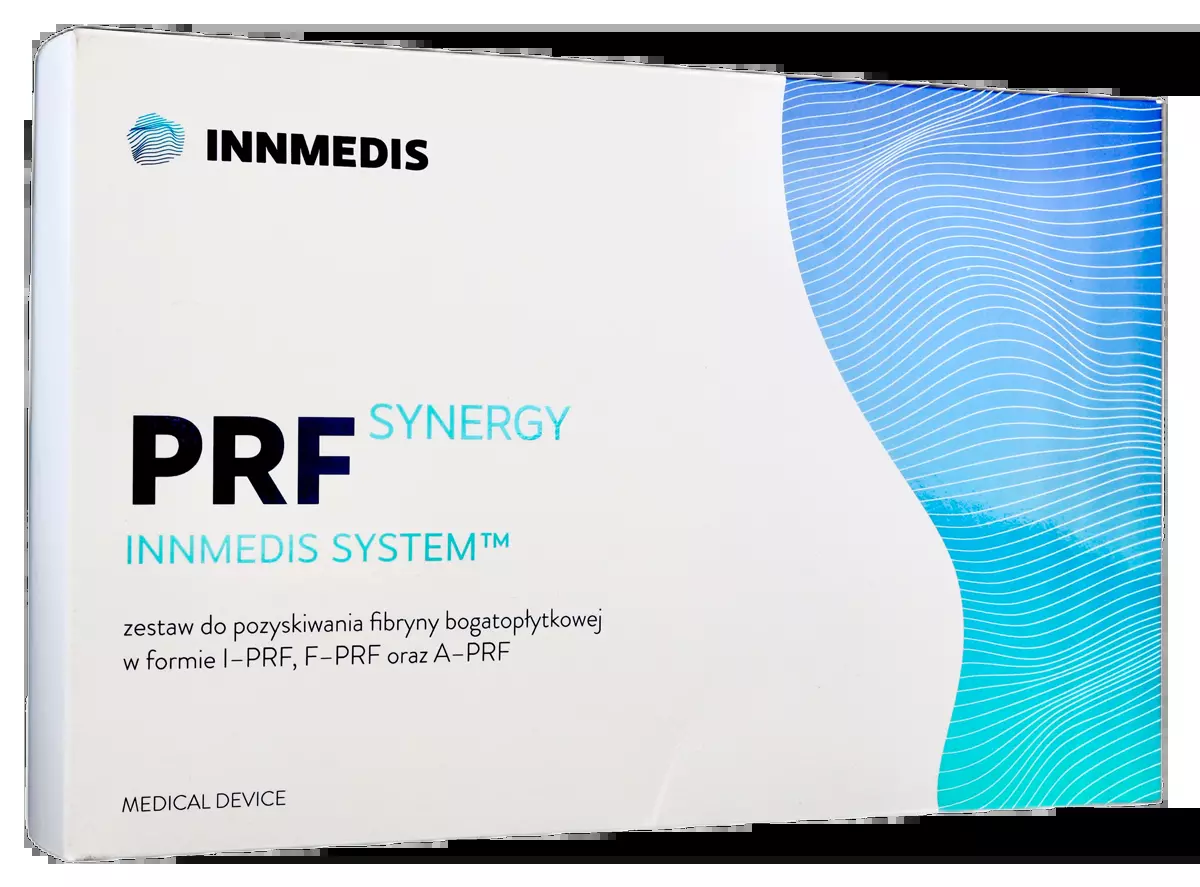 INNMEDIS
PRF SYNERGY
INNMEDIS SYSTEM™
zestaw do pozyskiwania fibryny bogatopłytkowej
w formie I–PRF, F–PRF oraz A–PRF
MEDICAL DEVICE